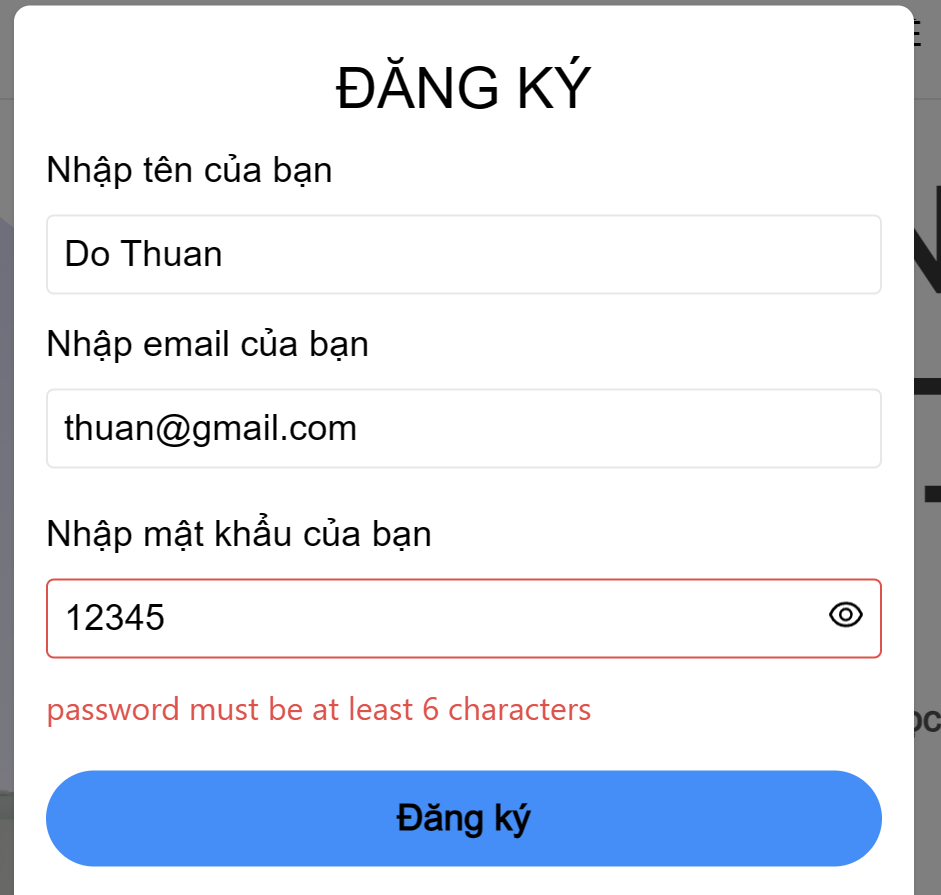 ĐĂNG KÝ
Nhập tên của bạn
Do Thuan
Nhập email của bạn
thuan@gmail.com
Nhập mật khẩu của bạn
12345
password must be at least 6 characters
Đăng ký